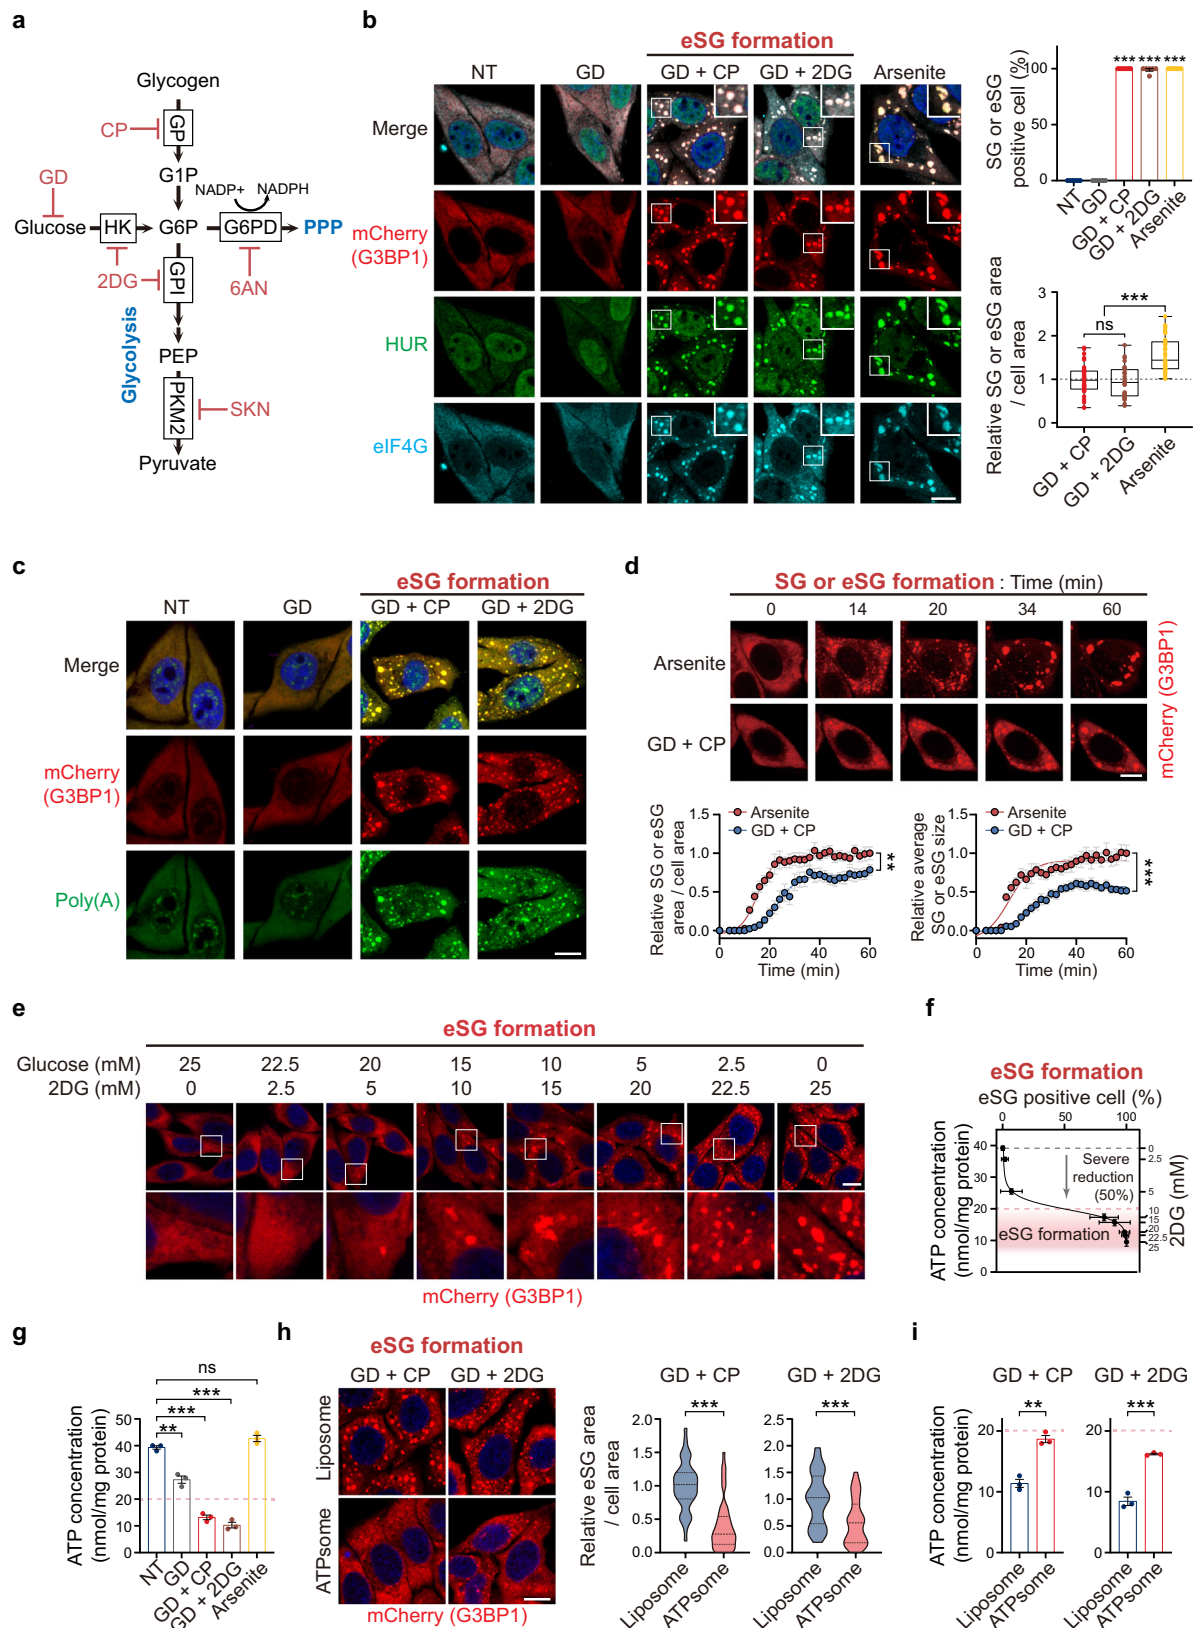 a
Glycogen
CP
GP
G1P
GD
NADP+
NADPH
Glucose
HK
G6P
G6PD
PPP
2DG
GPI
6AN
Glycolysis
PEP
PKM2
SKN
Pyruvate
b
eSG formation
NT
GD
GD + CP
GD + 2DG
Arsenite
Merge
mCherry
(G3BP1)
HUR
eIF4G
SG or eSG
positive cell (%)
100
50
0
*** *** ***
NT
GD
GD + CP
GD + 2DG
Arsenite
Relative SG or eSG area
/ cell area
3
2
1
0
***
ns
GD + CP
GD + 2DG
Arsenite
c
eSG formation
NT
GD
GD + CP
GD + 2DG
Merge
mCherry
(G3BP1)
Poly(A)
d
SG or eSG formation : Time (min)
0 14 20 34 60
Arsenite
GD + CP
mCherry (G3BP1)
Relative SG or eSG
area / cell area
1.5
1.0
0.5
0.0
Arsenite
GD + CP
**
20 40 60
Time (min)
Relative average
SG or eSG size
1.5
1.0
0.5
0.0
Arsenite
GD + CP
***
0 20 40 60
Time (min)
e
eSG formation
Glucose (mM) 25 22.5 20 15 10 5 2.5 0
2DG (mM) 0 2.5 5 10 15 20 22.5 25
mCherry (G3BP1)
f
eSG formation
eSG positive cell (%)
0 50 100
ATP concentration
(nmol/mg protein)
40
30
20
10
0
Severe
reduction
(50%)
eSG formation
0
2.5
5
10
15
20
22.5
25
2DG (mM)
g
ns
***
***
**
ATP concentration
(nmol/mg protein)
50
40
30
20
10
0
NT
GD
GD + CP
GD + 2DG
Arsenite
h
eSG formation
GD + CP
GD + 2DG
Liposome
ATPsome
mCherry (G3BP1)
Relative eSG area
/ cell area
GD + CP
***
2.0
1.5
1.0
0.5
0.0
Liposome
ATPsome
GD + 2DG
***
2.5
2.0
1.5
1.0
0.5
0.0
Liposome
ATPsome
i
ATP concentration
(nmol/mg protein)
GD + CP
**
20
10
0
Liposome
ATPsome
GD + 2DG
***
20
10
0
Liposome
ATPsome